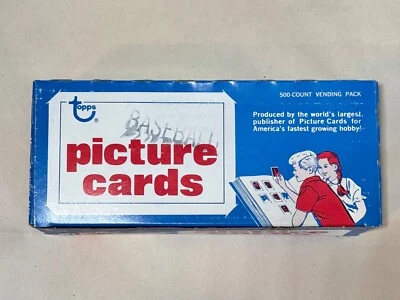 500-COUNT VENDING PACK
topps
®
BASEBALL
Produced by the world's largest
publisher of Picture Cards for
America's fastest growing hobby!
picture
cards